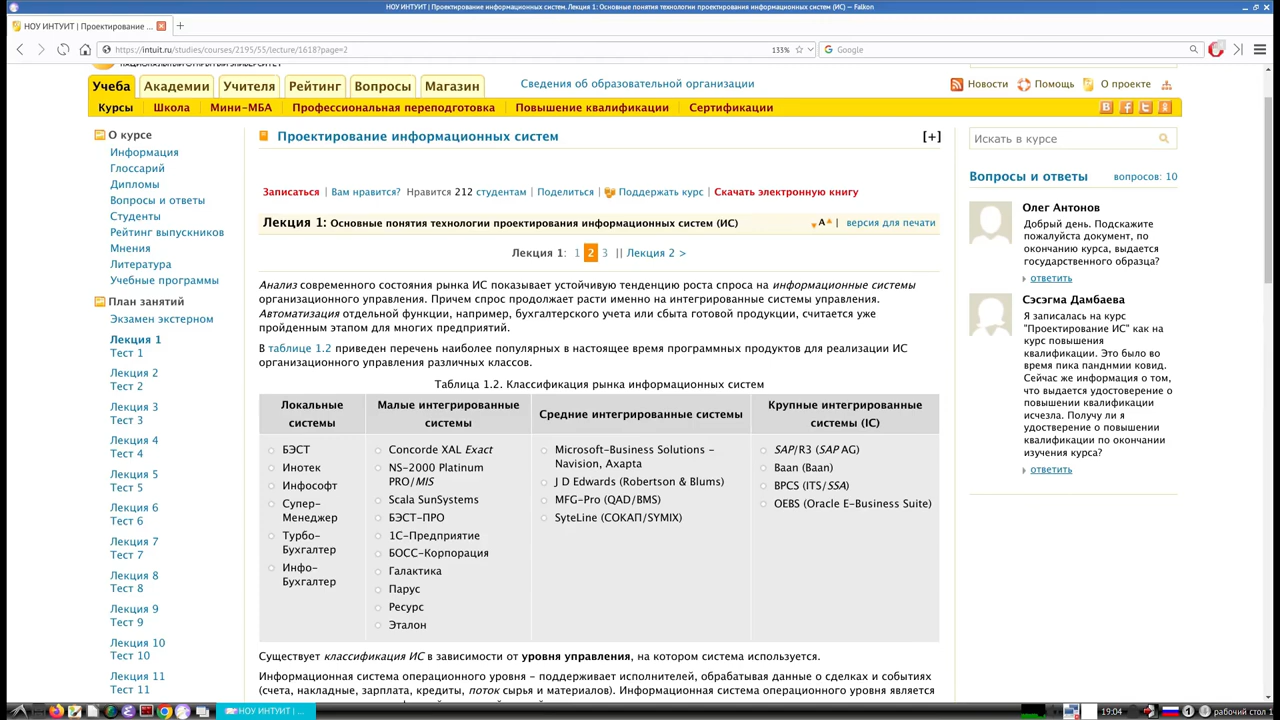 НОУ ИНТУИТ | Проектирование информационных систем. Лекция 1: Основные понятия технологии проектирования информационных систем (ИС) — Falkon
НОУ ИНТУИТ | Проектирование ...
https://intuit.ru/studies/courses/2195/55/lecture/1618?page=2
133%
Google
Учеба Академии Учителя Рейтинг Вопросы Магазин Сведения об образовательной организации
Новости Помощь О проекте
Курсы Школа Мини-МБА Профессиональная переподготовка Повышение квалификации Сертификации
О курсе
Информация
Глоссарий
Дипломы
Вопросы и ответы
Студенты
Рейтинг выпускников
Мнения
Литература
Учебные программы
План занятий
Экзамен экстерном
Лекция 1
Тест 1
Лекция 2
Тест 2
Лекция 3
Тест 3
Лекция 4
Тест 4
Лекция 5
Тест 5
Лекция 6
Тест 6
Лекция 7
Тест 7
Лекция 8
Тест 8
Лекция 9
Тест 9
Лекция 10
Тест 10
Лекция 11
Тест 11
Проектирование информационных систем [+]
Записаться | Вам нравится? Нравится 212 студентам | Поделиться | Поддержать курс | Скачать электронную книгу
Лекция 1: Основные понятия технологии проектирования информационных систем (ИС)
A | версия для печати
Лекция 1: 1 2 3 || Лекция 2 >
Анализ современного состояния рынка ИС показывает устойчивую тенденцию роста спроса на информационные системы
организационного управления. Причем спрос продолжает расти именно на интегрированные системы управления.
Автоматизация отдельной функции, например, бухгалтерского учета или сбыта готовой продукции, считается уже
пройденным этапом для многих предприятий.
В таблице 1.2 приведен перечень наиболее популярных в настоящее время программных продуктов для реализации ИС
организационного управления различных классов.
Таблица 1.2. Классификация рынка информационных систем
Локальные
системы
Малые интегрированные
системы
Средние интегрированные системы
Крупные интегрированные
системы (IC)
БЭСТ
Инотек
Инфософт
Супер-
Менеджер
Турбо-
Бухгалтер
Инфо-
Бухгалтер
Concorde XAL Exact
NS-2000 Platinum
PRO/MIS
Scala SunSystems
БЭСТ-ПРО
1С-Предприятие
БОСС-Корпорация
Галактика
Парус
Ресурс
Эталон
Microsoft-Business Solutions –
Navision, Axapta
J D Edwards (Robertson & Blums)
MFG-Pro (QAD/BMS)
SyteLine (СОКАП/SYMIX)
SAP/R3 (SAP AG)
Baan (Baan)
BPCS (ITS/SSA)
OEBS (Oracle E-Business Suite)
Существует классификация ИС в зависимости от уровня управления, на котором система используется.
Информационная система операционного уровня – поддерживает исполнителей, обрабатывая данные о сделках и событиях
(счета, накладные, зарплата, кредиты, поток сырья и материалов). Информационная система операционного уровня является
Искать в курсе
Вопросы и ответы вопросов: 10
Олег Антонов
Добрый день. Подскажите
пожалуйста документ, по
окончанию курса, выдается
государственного образца?
ответить
Сэсэгма Дамбаева
Я записалась на курс
"Проектирование ИС" как на
курс повышения
квалификации. Это было во
время пика панднмии ковид.
Сейчас же информация о том,
что выдается удостоверение о
повышении квалификации
исчезла. Получу ли я
удостверение о повышении
квалификации по окончании
изучения курса?
ответить
НОУ ИНТУИТ | ...
19:04
рабочий стол 1